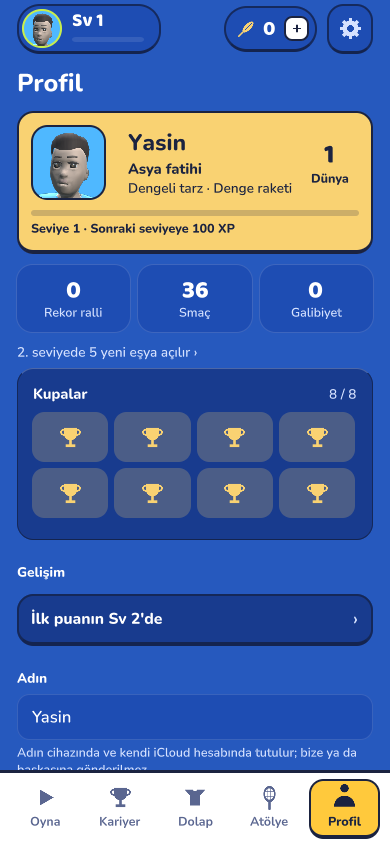 Sv 1
0
+
Profil
Yasin
Asya fatihi
Dengeli tarz · Denge raketi
1
Dünya
Seviye 1 · Sonraki seviyeye 100 XP
0
Rekor ralli
36
Smaç
0
Galibiyet
2. seviyede 5 yeni eşya açılır ›
Kupalar
8 / 8
Gelişim
İlk puanın Sv 2'de ›
Adın
Yasin
Adın cihazında ve kendi iCloud hesabında tutulur; bize ya da
başkasına gönderilmez.
Oyna
Kariyer
Dolap
Atölye
Profil